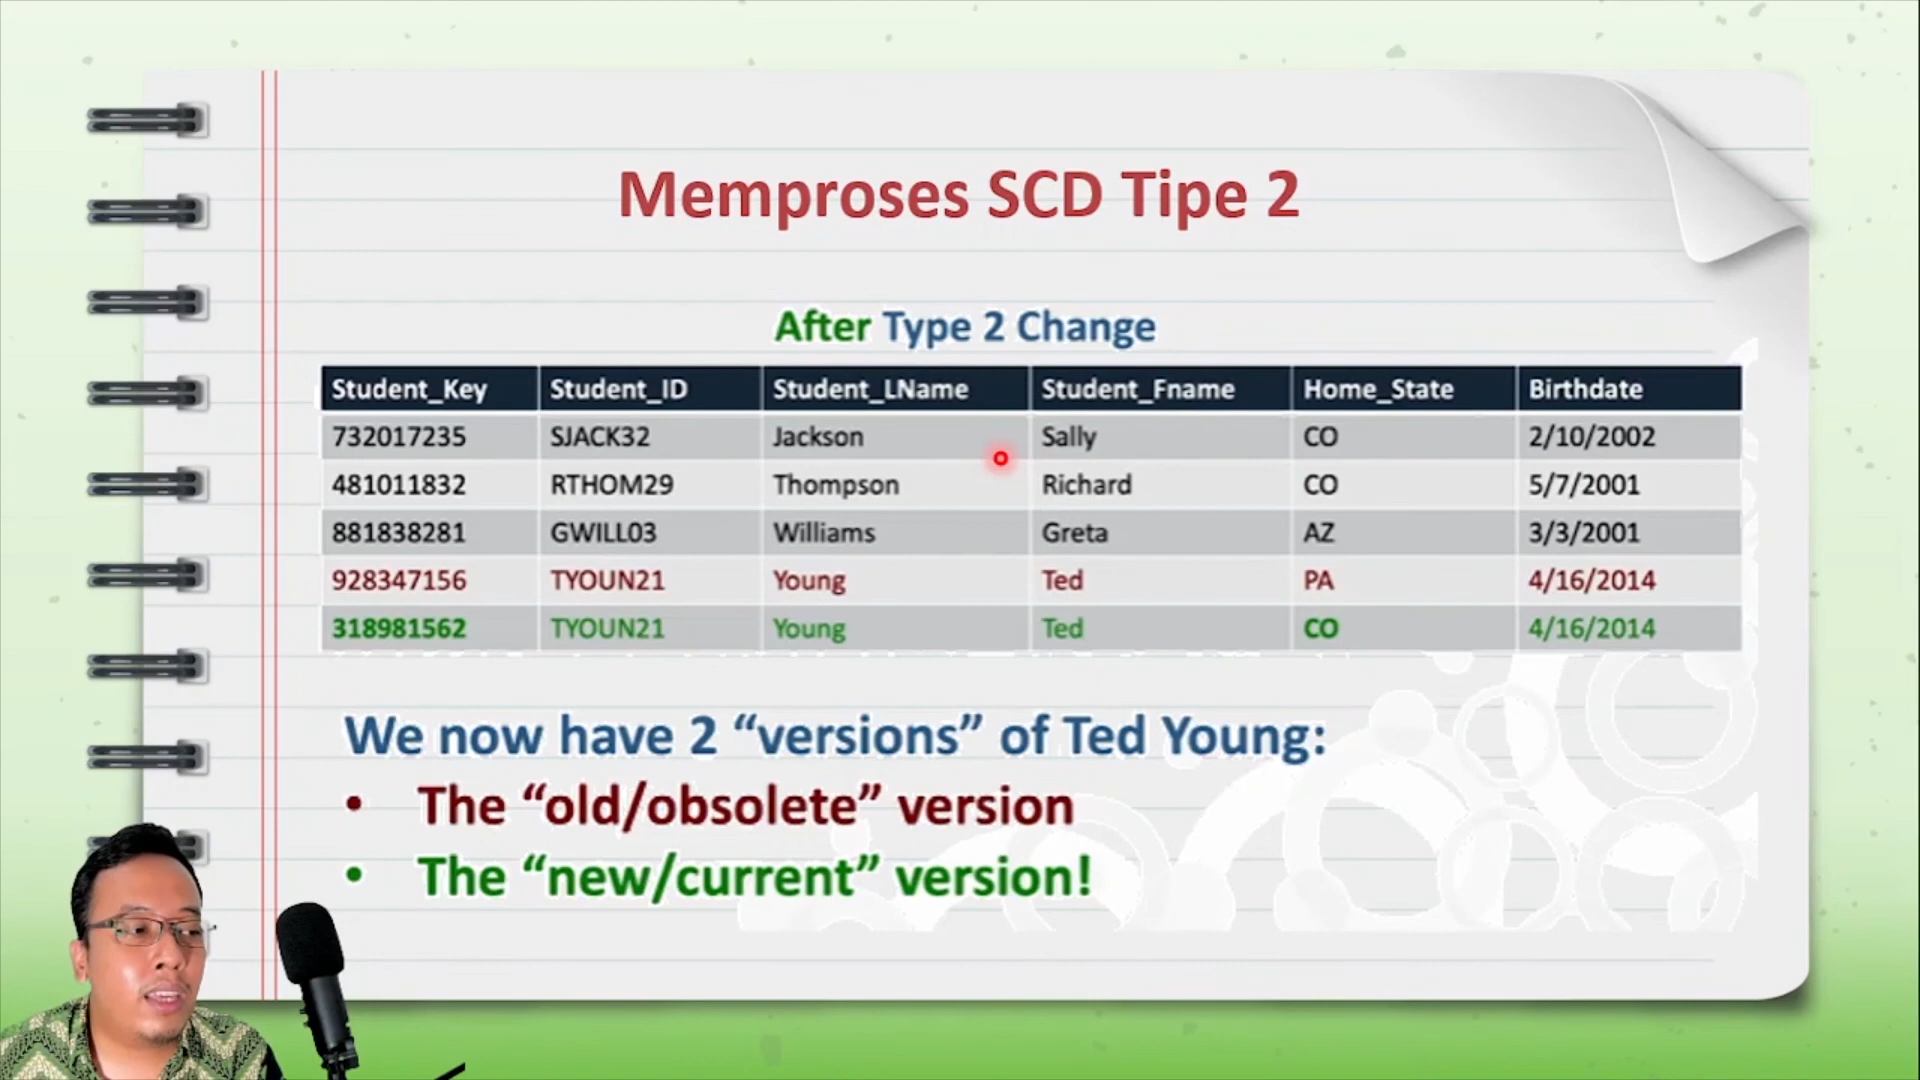 Memproses SCD Tipe 2
After Type 2 Change
Student_Key Student_ID Student_LName Student_Fname Home_State Birthdate
732017235 SJACK32 Jackson Sally CO 2/10/2002
481011832 RTHOM29 Thompson Richard CO 5/7/2001
881838281 GWILL03 Williams Greta AZ 3/3/2001
928347156 TYOUN21 Young Ted PA 4/16/2014
318981562 TYOUN21 Young Ted CO 4/16/2014
We now have 2 “versions” of Ted Young:
• The “old/obsolete” version
• The “new/current” version!